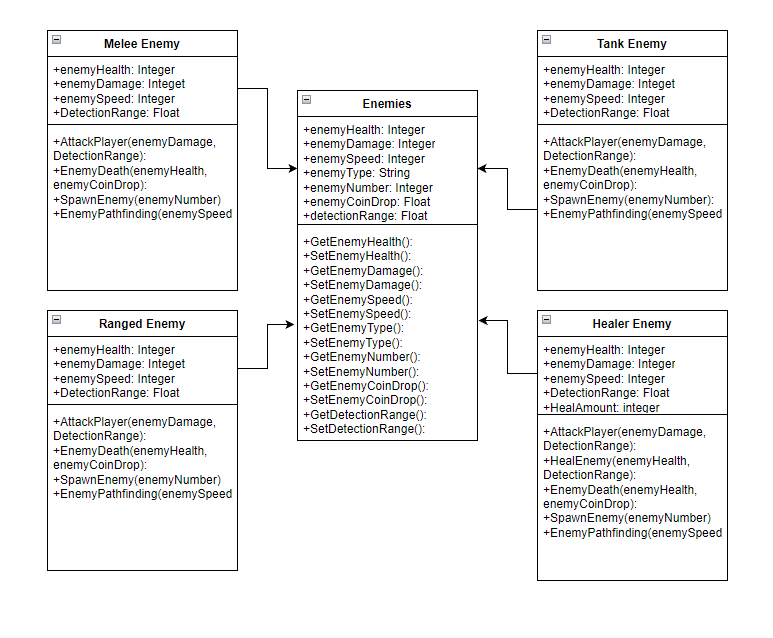 Melee Enemy
+enemyHealth: Integer
+enemyDamage: Integet
+enemySpeed: Integer
+DetectionRange: Float
+AttackPlayer(enemyDamage,
DetectionRange):
+EnemyDeath(enemyHealth,
enemyCoinDrop):
+SpawnEnemy(enemyNumber)
+EnemyPathfinding(enemySpeed
Ranged Enemy
+enemyHealth: Integer
+enemyDamage: Integet
+enemySpeed: Integer
+DetectionRange: Float
+AttackPlayer(enemyDamage,
DetectionRange):
+EnemyDeath(enemyHealth,
enemyCoinDrop):
+SpawnEnemy(enemyNumber)
+EnemyPathfinding(enemySpeed
Enemies
+enemyHealth: Integer
+enemyDamage: Integer
+enemySpeed: Integer
+enemyType: String
+enemyNumber: Integer
+enemyCoinDrop: Float
+detectionRange: Float
+GetEnemyHealth():
+SetEnemyHealth():
+GetEnemyDamage():
+SetEnemyDamage():
+GetEnemySpeed():
+SetEnemySpeed():
+GetEnemyType():
+SetEnemyType():
+GetEnemyNumber():
+SetEnemyNumber():
+GetEnemyCoinDrop():
+SetEnemyCoinDrop():
+GetDetectionRange():
+SetDetectionRange():
Tank Enemy
+enemyHealth: Integer
+enemyDamage: Integet
+enemySpeed: Integer
+DetectionRange: Float
+AttackPlayer(enemyDamage,
DetectionRange):
+EnemyDeath(enemyHealth,
enemyCoinDrop):
+SpawnEnemy(enemyNumber):
+EnemyPathfinding(enemySpeed
Healer Enemy
+enemyHealth: Integer
+enemyDamage: Integer
+enemySpeed: Integer
+DetectionRange: Float
+HealAmount: integer
+AttackPlayer(enemyDamage,
DetectionRange):
+HealEnemy(enemyHealth,
DetectionRange):
+EnemyDeath(enemyHealth,
enemyCoinDrop):
+SpawnEnemy(enemyNumber)
+EnemyPathfinding(enemySpeed